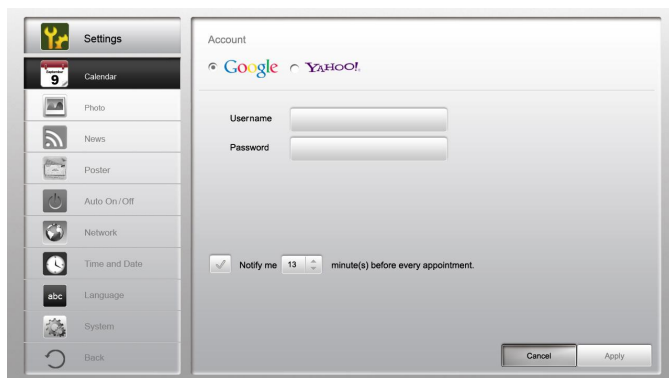 Settings
September
9
Calendar
Photo
News
Poster
Auto On/Off
Network
Time and Date
abc
Language
System
Back
Account
Google YAHOO!
Username
Password
Notify me 13 minute(s) before every appointment.
Cancel Apply